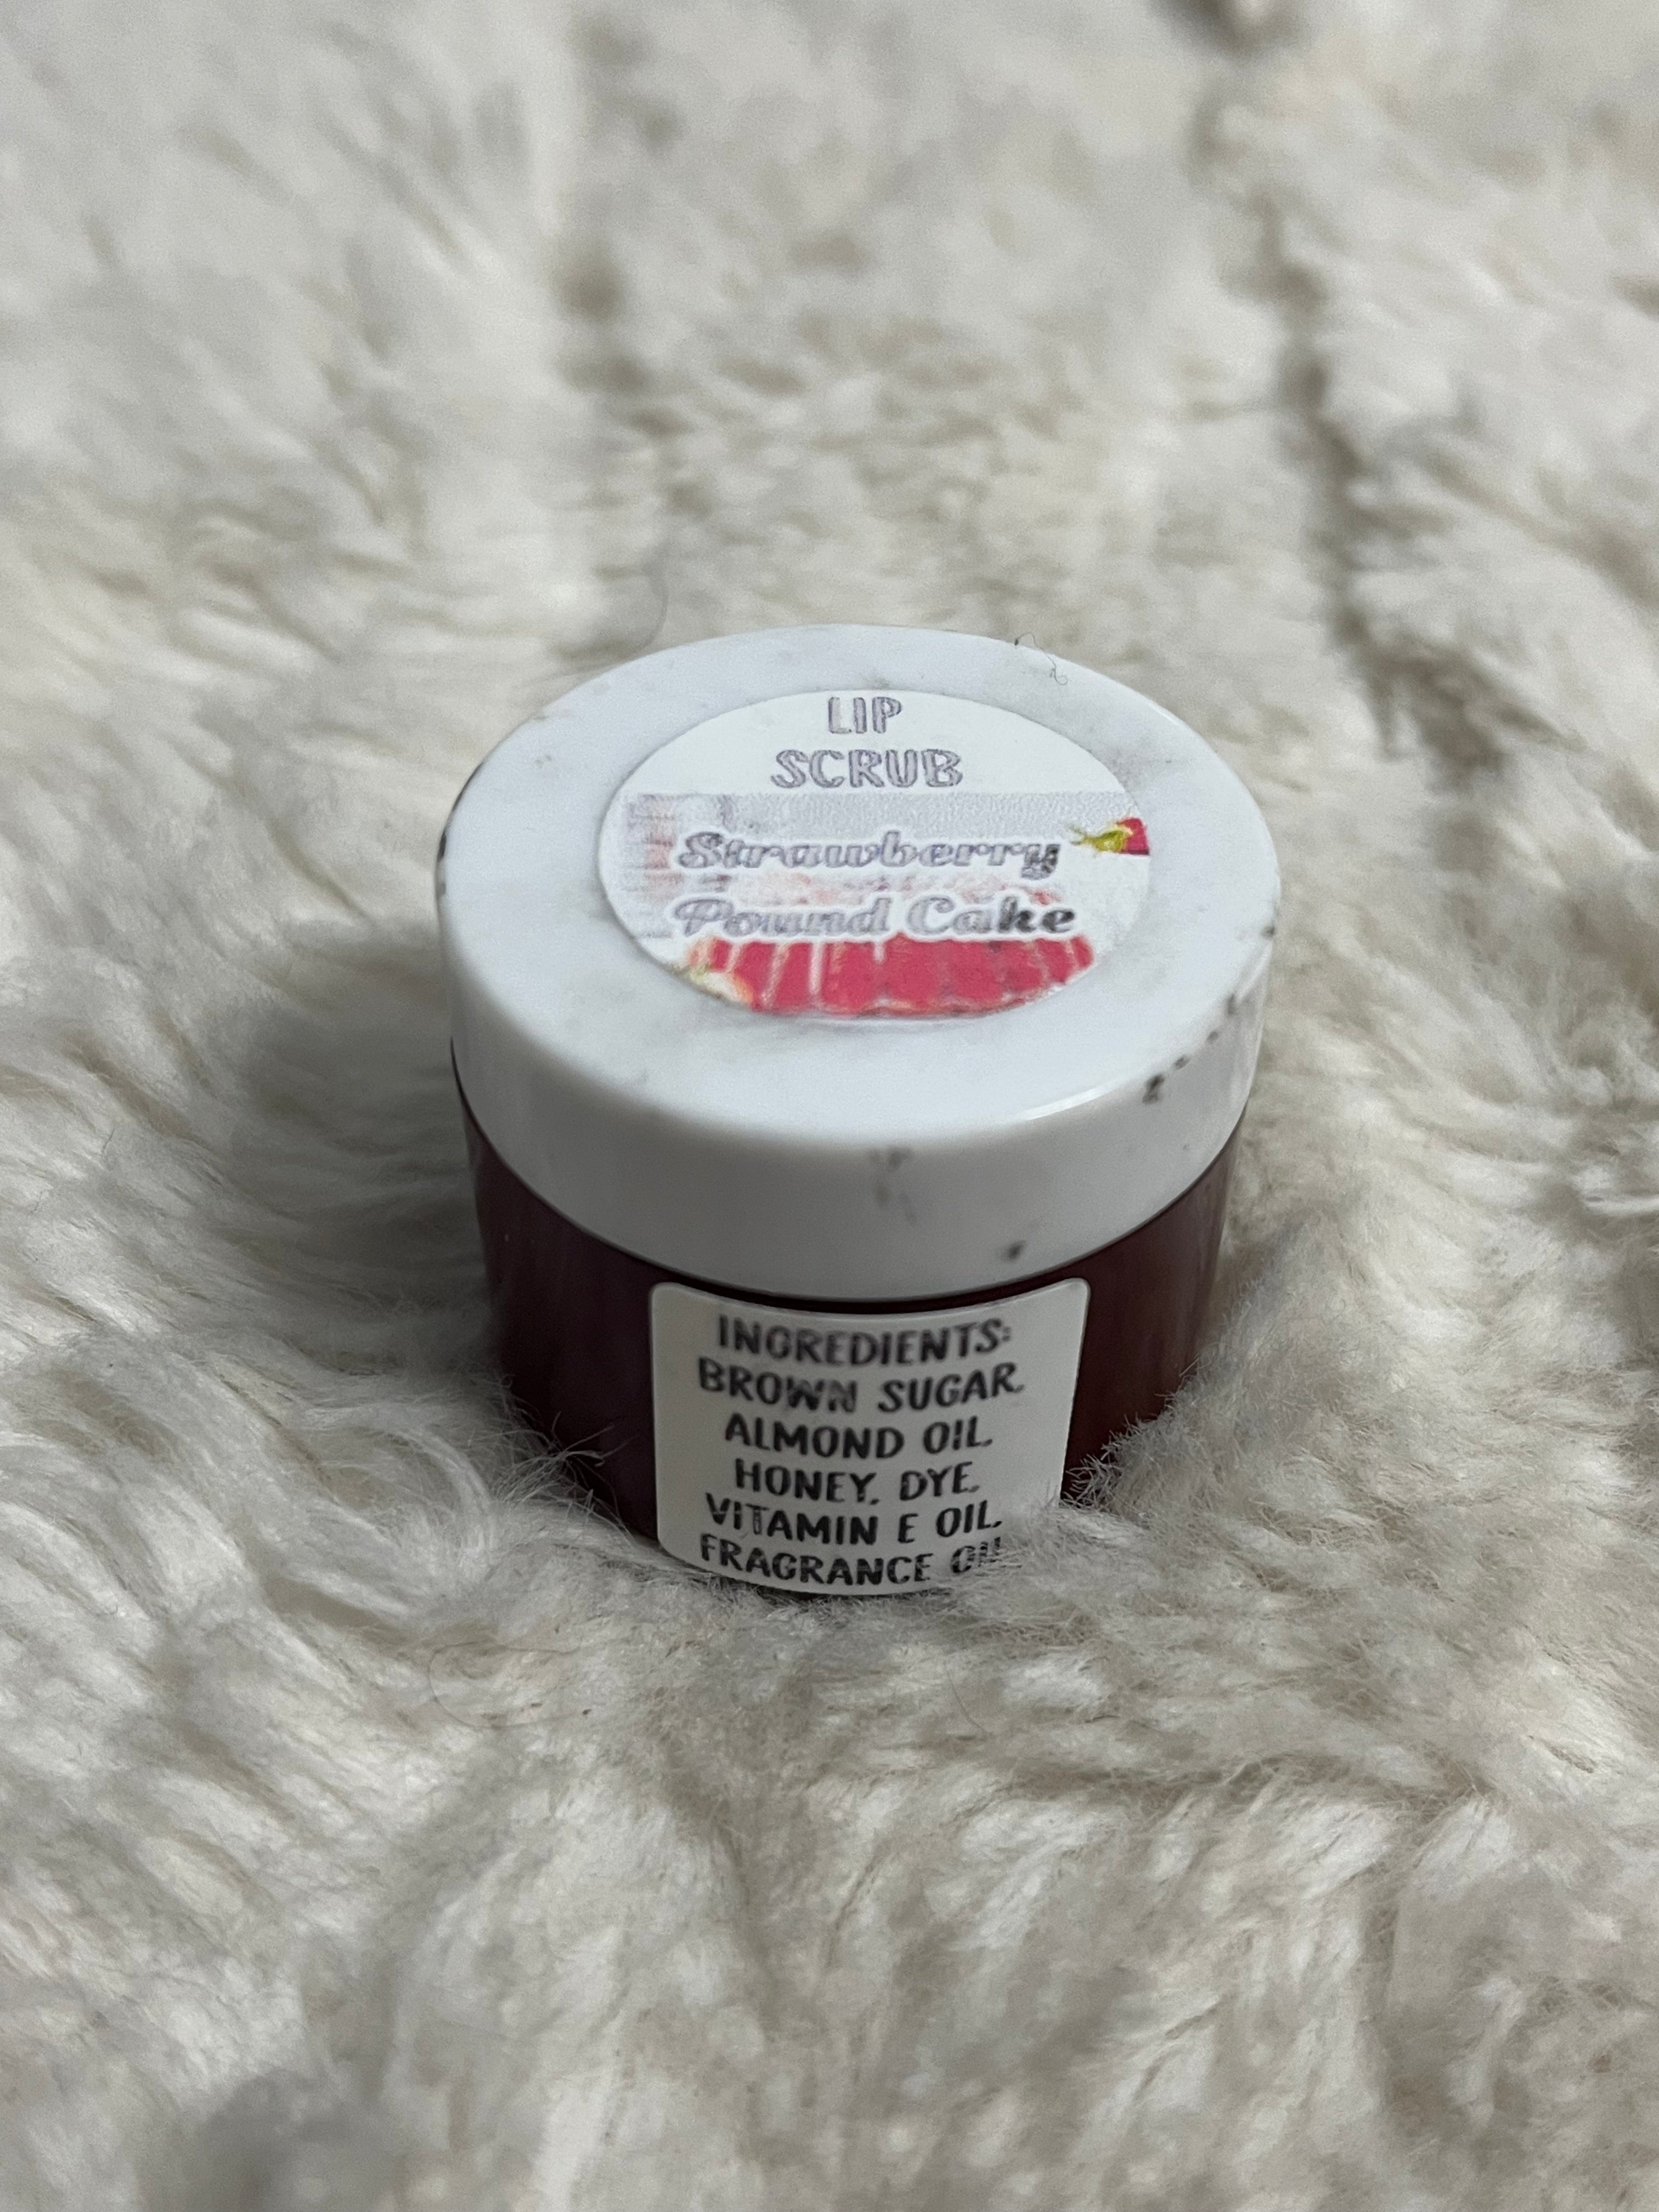 LIP
SCRUB
Strawberry
Pound Cake
INGREDIENTS:
BROWN SUGAR,
ALMOND OIL,
HONEY, DYE,
VITAMIN E OIL,
FRAGRANCE OIL